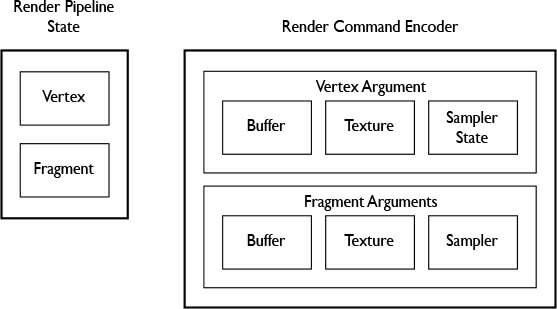 Render Pipeline
State
Vertex
Fragment
Render Command Encoder
Vertex Argument
Buffer
Texture
Sampler
State
Fragment Arguments
Buffer
Texture
Sampler